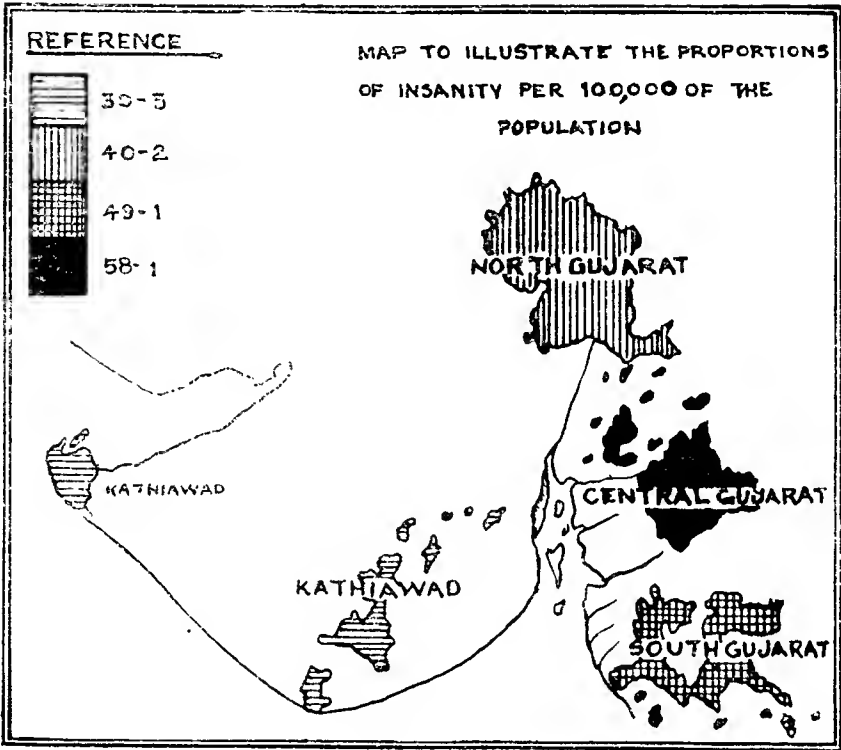 REFERENCE
MAP TO ILLUSTRATE THE PROPORTIONS
OF INSANITY PER 100,000 OF THE
POPULATION
40-2
49-1
58-1
NORTH GUJARAT
KATHIAWAD
CENTRAL GUJARAT
KATHIAWAD
SOUTH GUJARAT